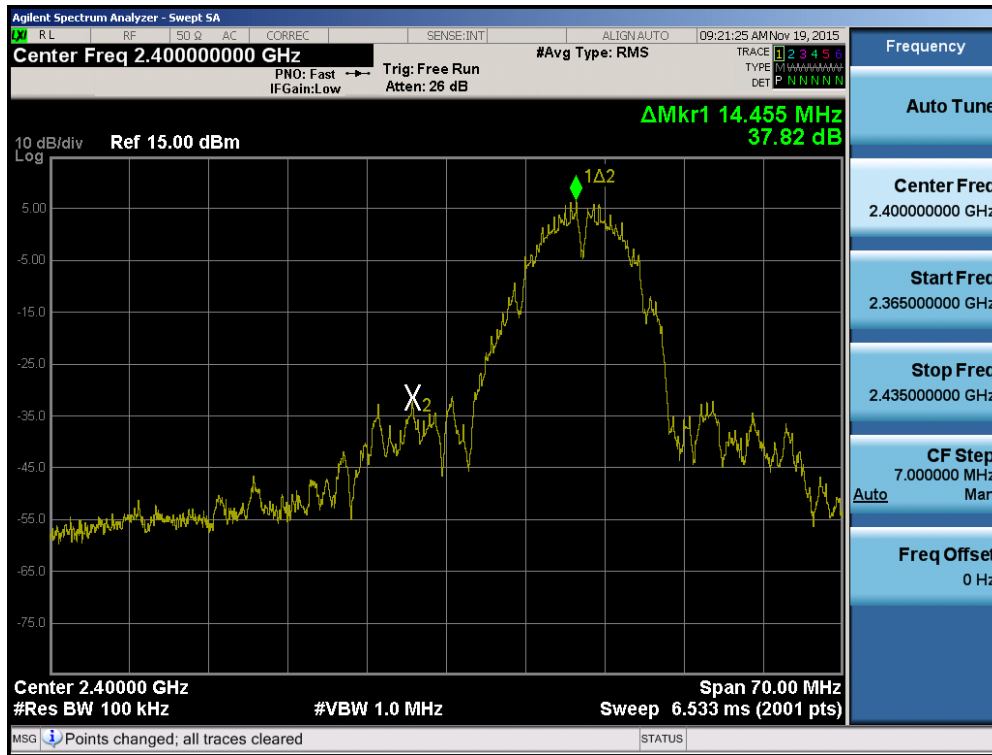 Agilent Spectrum Analyzer - Swept SA
LXI RL RF 50 Ω AC CORREC SENSE:INT ALIGN AUTO 09:21:25 AM Nov 19, 2015
Center Freq 2.400000000 GHz
PNO: Fast
IFGain:Low
Trig: Free Run
Atten: 26 dB
#Avg Type: RMS
TRACE 1 2 3 4 5 6
TYPE M
DET P N N N N N
ΔMkr1 14.455 MHz
37.82 dB
10 dB/div Ref 15.00 dBm
Log
1Δ2
5.00
-5.00
-15.0
-25.0
-35.0
X2
-45.0
-55.0
-65.0
-75.0
Center 2.40000 GHz Span 70.00 MHz
#Res BW 100 kHz #VBW 1.0 MHz Sweep 6.533 ms (2001 pts)
MSG Points changed; all traces cleared STATUS
Frequency
Auto Tune
Center Freq
2.400000000 GHz
Start Freq
2.365000000 GHz
Stop Freq
2.435000000 GHz
CF Step
7.000000 MHz
Auto Man
Freq Offset
0 Hz